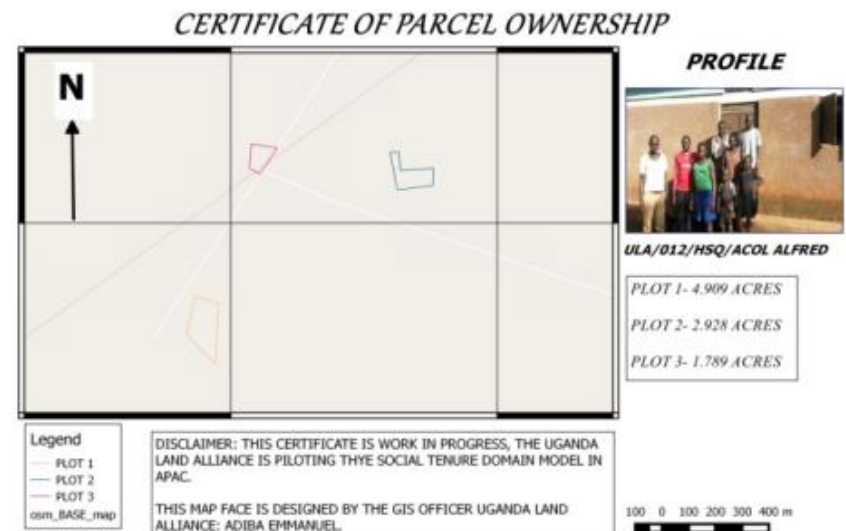 CERTIFICATE OF PARCEL OWNERSHIP
N
PROFILE
ULA/012/HSQ/ACOL ALFRED
PLOT 1- 4.909 ACRES
PLOT 2- 2.928 ACRES
PLOT 3- 1.789 ACRES
Legend
PLOT 1
PLOT 2
PLOT 3
osm_BASE_map
DISCLAIMER: THIS CERTIFICATE IS WORK IN PROGRESS, THE UGANDA
LAND ALLIANCE IS PILOTING THYE SOCIAL TENURE DOMAIN MODEL IN
APAC.
THIS MAP FACE IS DESIGNED BY THE GIS OFFICER UGANDA LAND
ALLIANCE: ADIBA EMMANUEL.
100 0 100 200 300 400 m